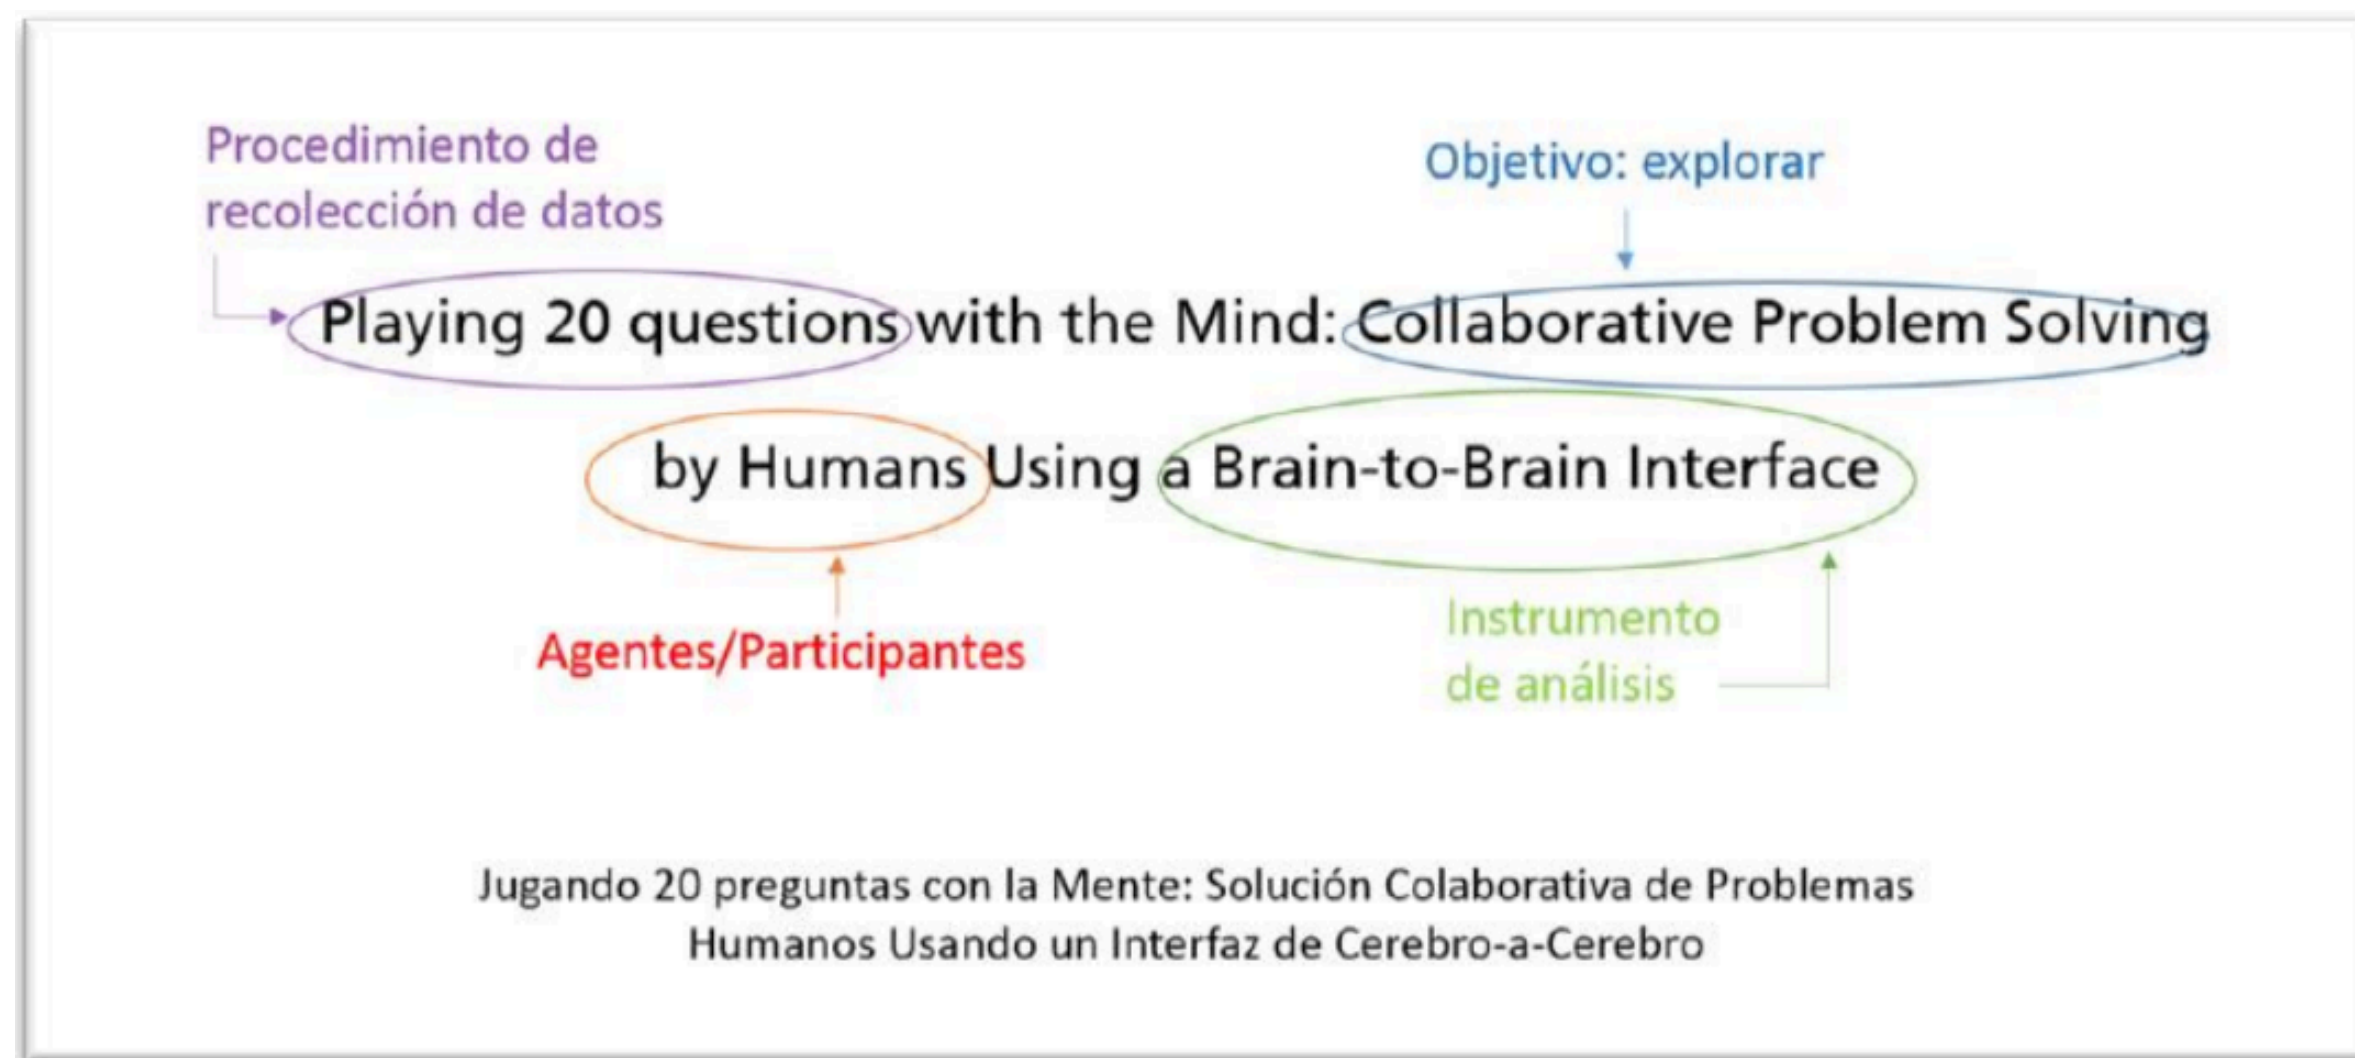 Procedimiento de
recolección de datos
Objetivo: explorar
Playing 20 questions with the Mind: Collaborative Problem Solving
by Humans Using a Brain-to-Brain Interface
Agentes/Participantes
Instrumento
de análisis
Jugando 20 preguntas con la Mente: Solución Colaborativa de Problemas
Humanos Usando un Interfaz de Cerebro-a-Cerebro